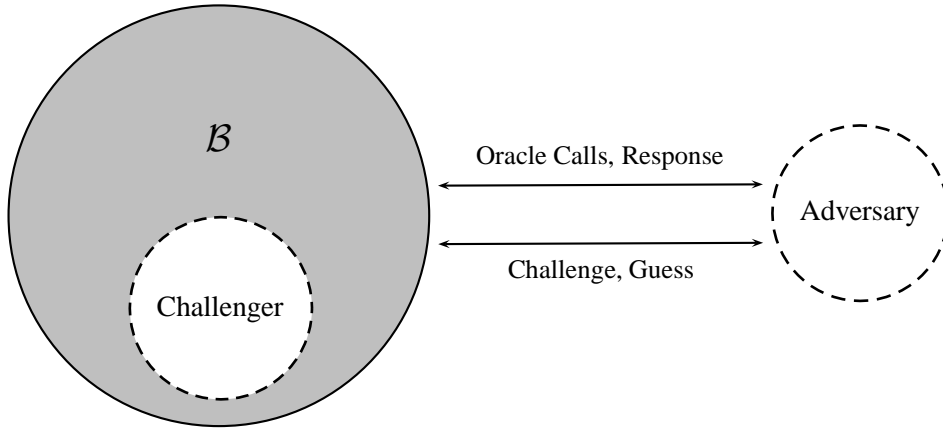 ℬ
Oracle Calls, Response
Adversary
Challenge, Guess
Challenger